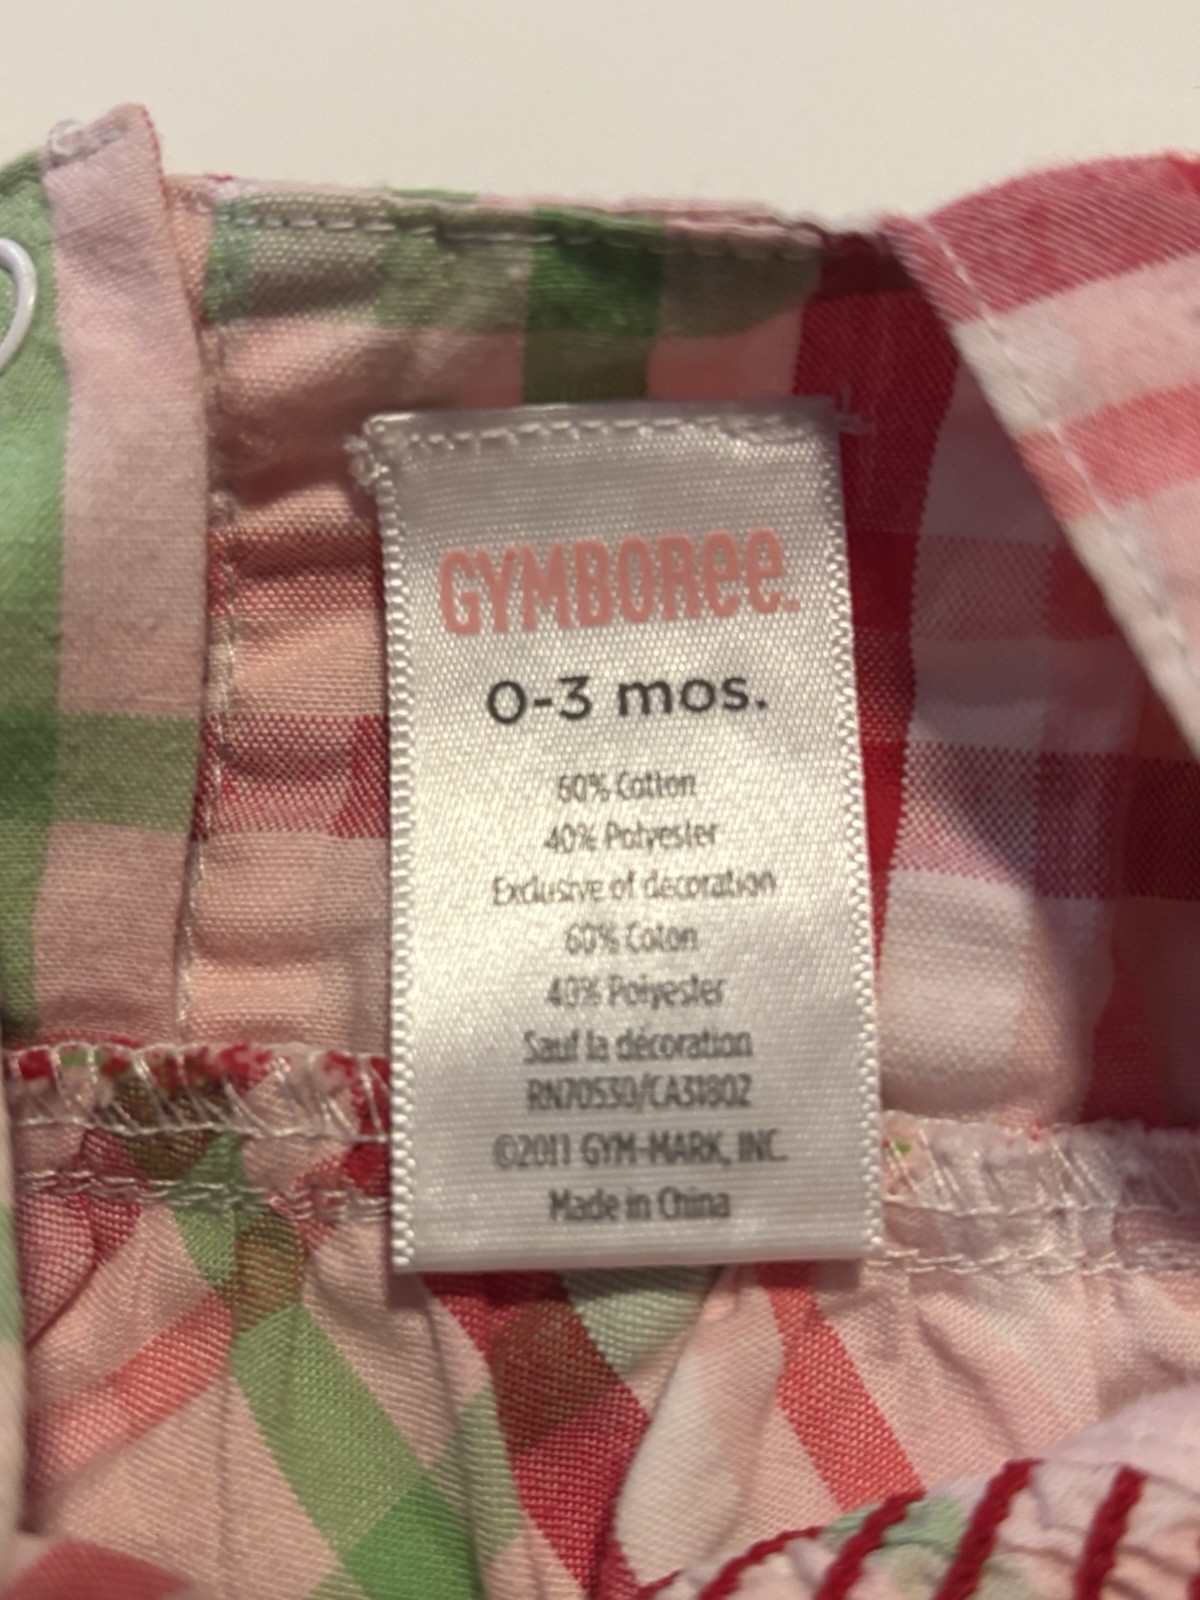 GYMBOREE.
0-3 mos.
60% Cotton
40% Polyester
Exclusive of decoration
60% Coton
40% Polyester
Sauf la décoration
RN70530/CA31802
©2011 GYM-MARK, INC.
Made in China